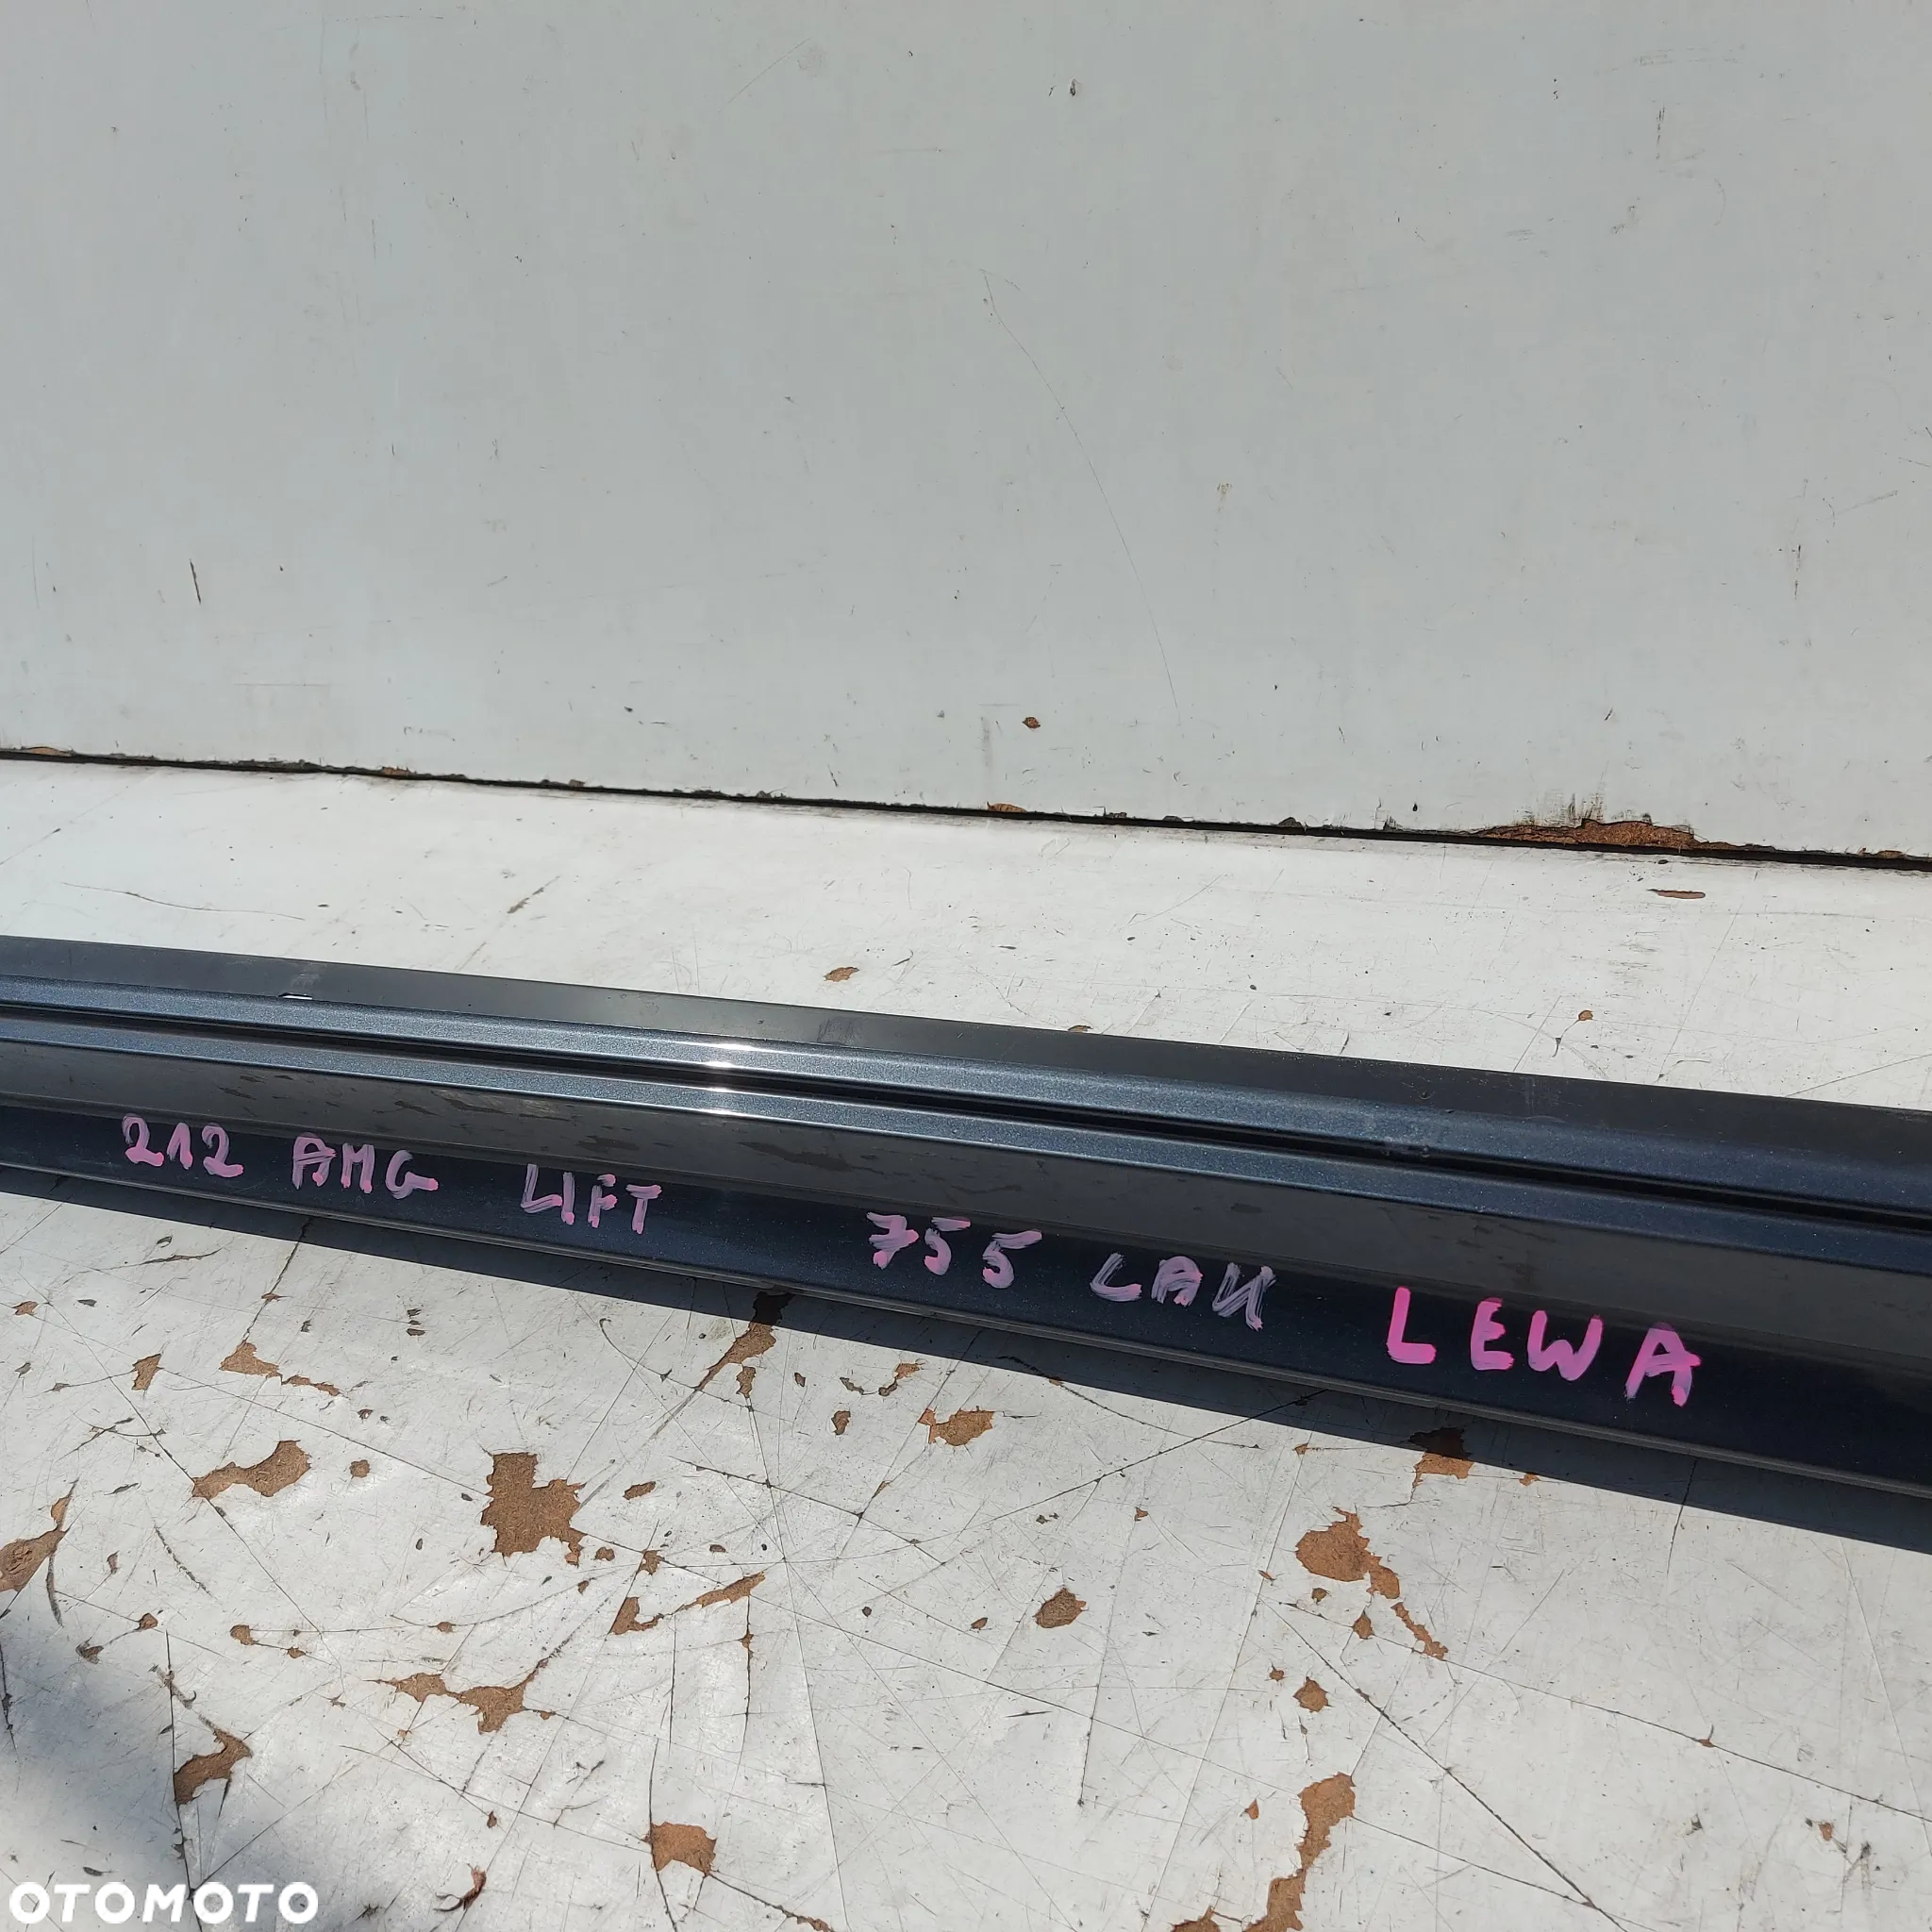 212 AMG LIFT 755 LAK LEWA
OTOMOTO